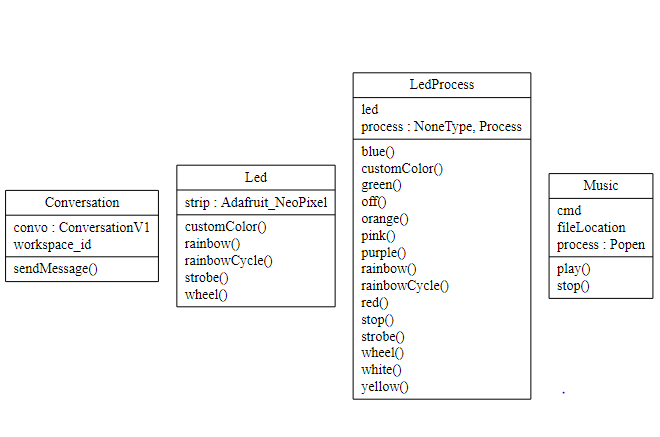 Conversation
convo : ConversationV1
workspace_id
sendMessage()
Led
strip : Adafruit_NeoPixel
customColor()
rainbow()
rainbowCycle()
strobe()
wheel()
LedProcess
led
process : NoneType, Process
blue()
customColor()
green()
off()
orange()
pink()
purple()
rainbow()
rainbowCycle()
red()
stop()
strobe()
wheel()
white()
yellow()
Music
cmd
fileLocation
process : Popen
play()
stop()